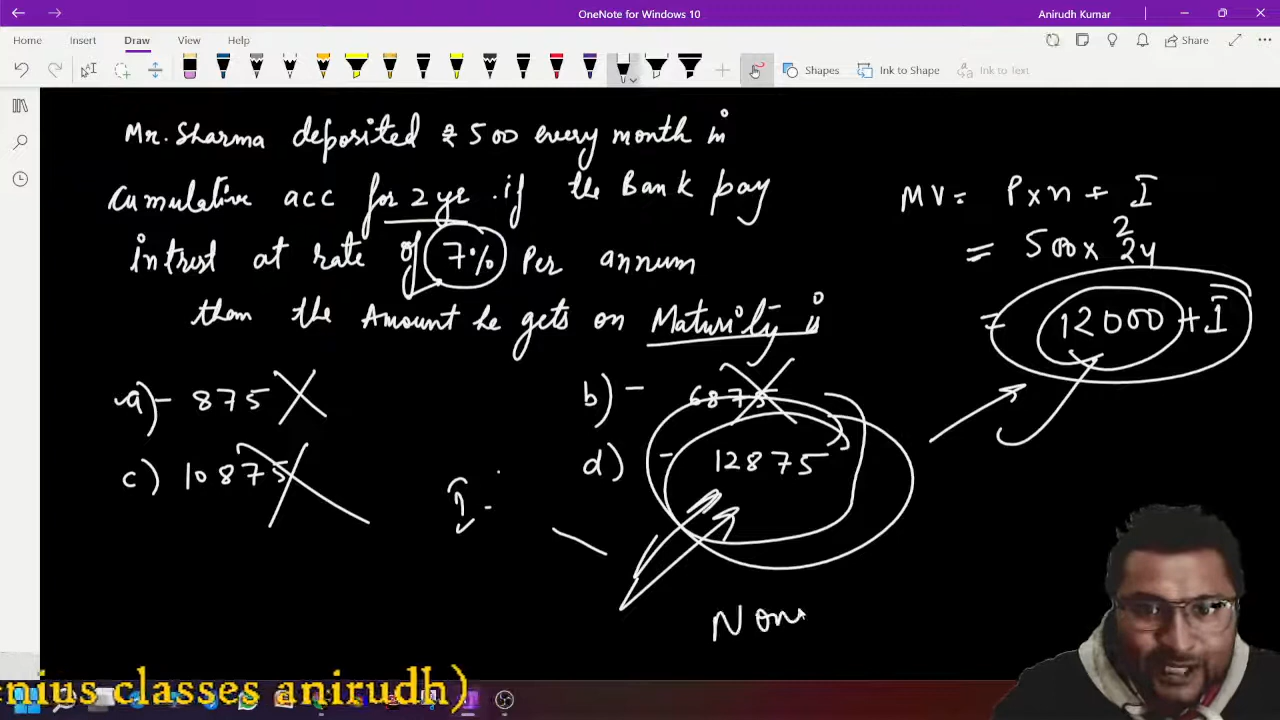 OneNote for Windows 10
Anirudh Kumar
Home Insert Draw View Help
Share
Shapes Ink to Shape Ink to Text
Mr. Sharma deposited ₹ 500 every month in
Cumulative acc for 2 yr . if the Bank pay
intrest at rate of 7% Per annum
then the Amount he gets on Maturity is
a) - 875
b) - 6875
c) 10875
d) - 12875
MV = P x n + I
= 500 x 24
2
= 12000 + I
I -
Non
nius classes anirudh)